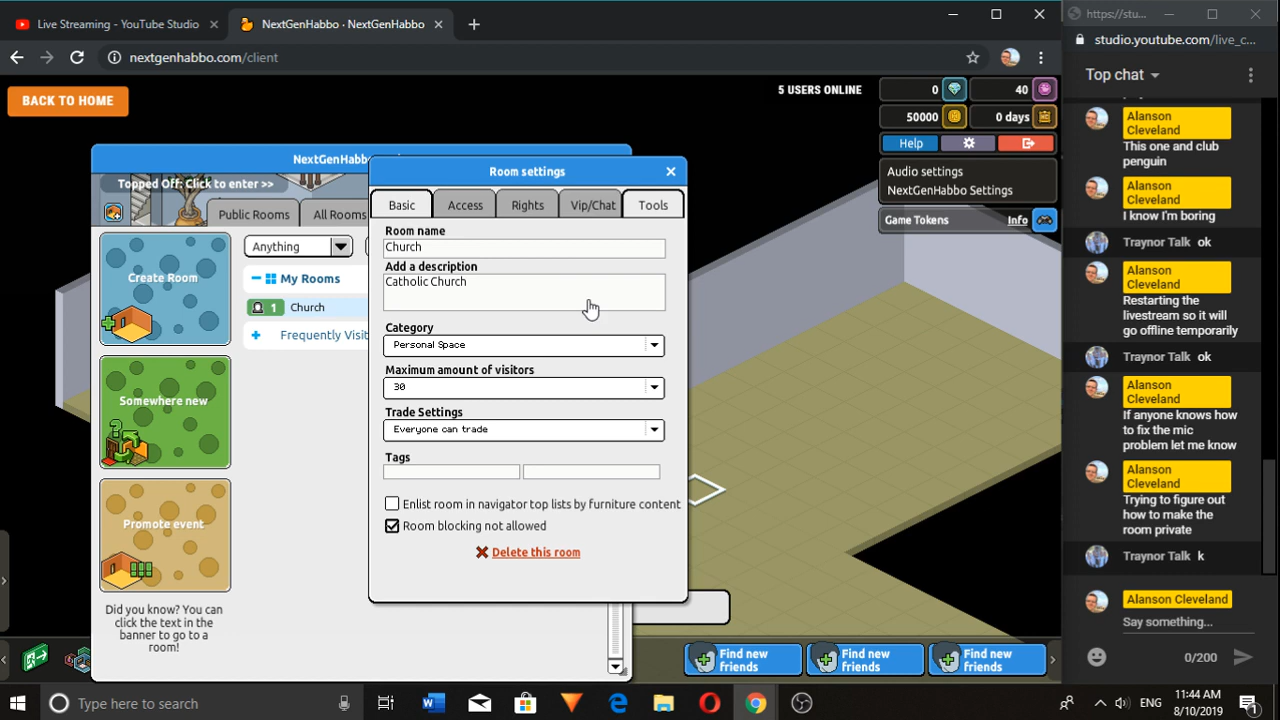 Live Streaming - YouTube Studio
NextGenHabbo · NextGenHabbo
https://stu...
nextgenhabbo.com/client
studio.youtube.com/live_c...
BACK TO HOME
5 USERS ONLINE
0
40
50000
0 days
Help
Audio settings
NextGenHabbo Settings
Game Tokens
Info
NextGenHabbo
Topped Off: Click to enter >>
Public Rooms
All Rooms
Create Room
Anything
My Rooms
1
Church
Frequently Visit
Somewhere new
Promote event
Did you know? You can
click the text in the
banner to go to a
room!
Room settings
Basic
Access
Rights
Vip/Chat
Tools
Room name
Church
Add a description
Catholic Church
Category
Personal Space
Maximum amount of visitors
30
Trade Settings
Everyone can trade
Tags
Enlist room in navigator top lists by furniture content
Room blocking not allowed
Delete this room
Find new
friends
Find new
friends
Find new
friends
Top chat
Alanson
Cleveland
This one and club
penguin
Alanson
Cleveland
I know I'm boring
Traynor Talk ok
Alanson
Cleveland
Restarting the
livestream so it will
go offline temporarily
Traynor Talk ok
Alanson
Cleveland
If anyone knows how
to fix the mic
problem let me know
Alanson
Cleveland
Trying to figure out
how to make the
room private
Traynor Talk k
Alanson Cleveland
Say something...
0/200
Type here to search
ENG
11:44 AM
8/10/2019
1